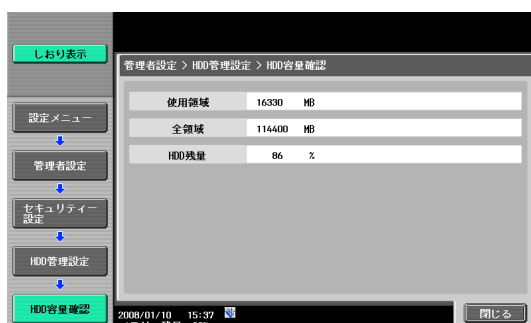 しおり表示
管理者設定 > HDD管理設定 > HDD容量確認
使用領域 16330 MB
全領域 114400 MB
HDD残量 86 %
設定メニュー
管理者設定
セキュリティー
設定
HDD管理設定
HDD容量確認
2008/01/10 15:37
閉じる